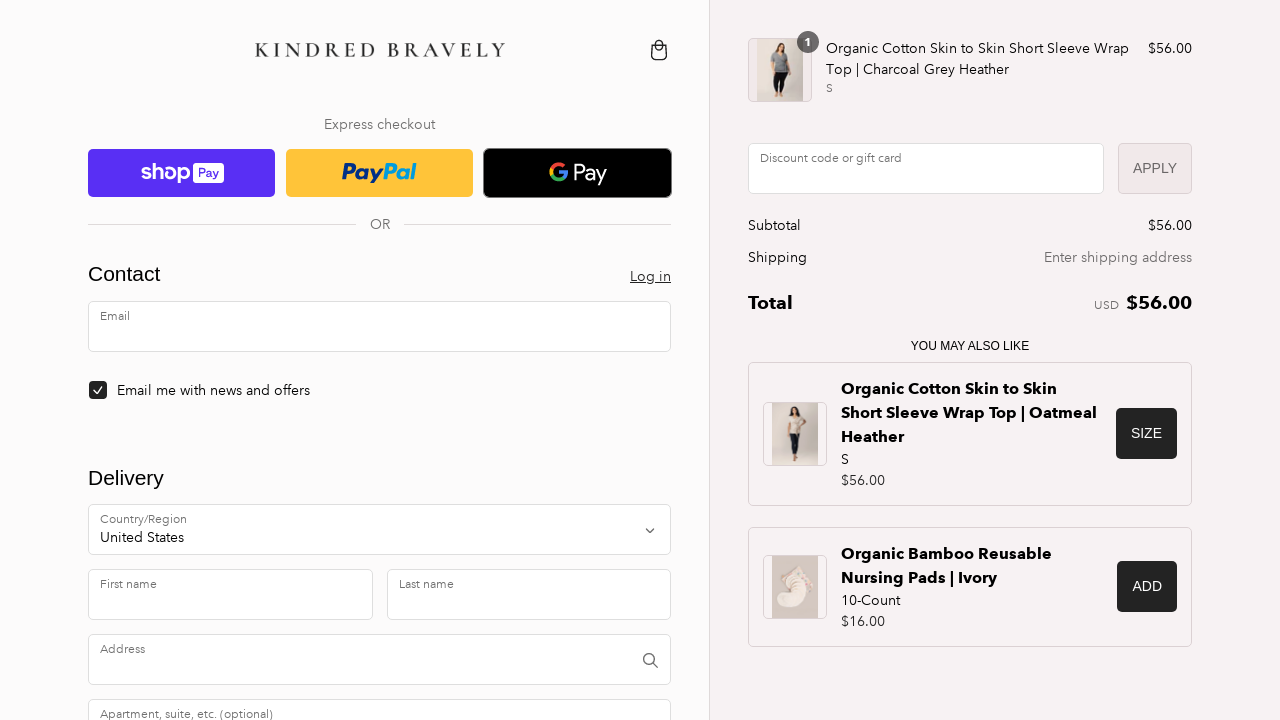 KINDRED BRAVELY
Express checkout
shop Pay
PayPal
G Pay
OR
Contact
Log in
Email
Email me with news and offers
Delivery
Country/Region
United States
First name
Last name
Address
Apartment, suite, etc. (optional)
1
Organic Cotton Skin to Skin Short Sleeve Wrap $56.00
Top | Charcoal Grey Heather
S
Discount code or gift card
APPLY
Subtotal $56.00
Shipping Enter shipping address
Total USD $56.00
YOU MAY ALSO LIKE
Organic Cotton Skin to Skin
Short Sleeve Wrap Top | Oatmeal
Heather
S
$56.00
SIZE
Organic Bamboo Reusable
Nursing Pads | Ivory
10-Count
$16.00
ADD